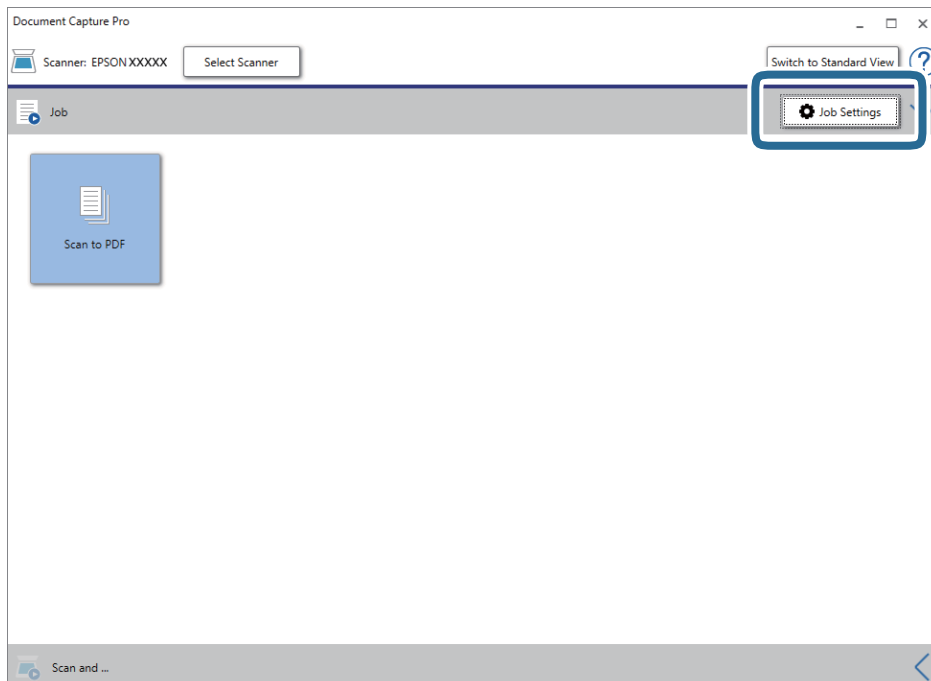 Document Capture Pro
Scanner: EPSON XXXXX
Select Scanner
Switch to Standard View
?
Job
Job Settings
Scan to PDF
Scan and ...